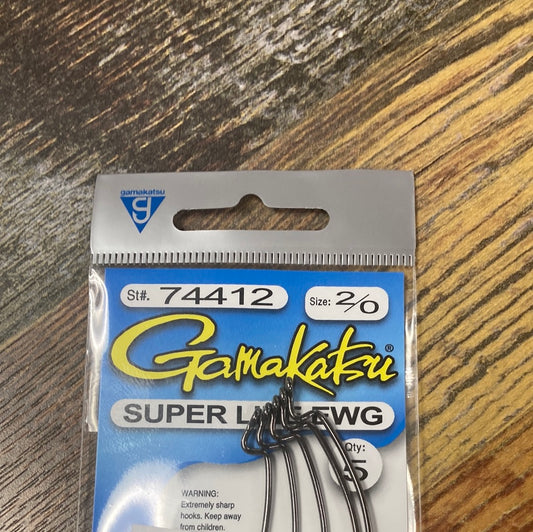 gamakatsu
St#. 74412 Size: 2/0
Gamakatsu®
SUPER LINE EWG
Qty:
5
WARNING:
Extremely sharp
hooks. Keep away
from children.